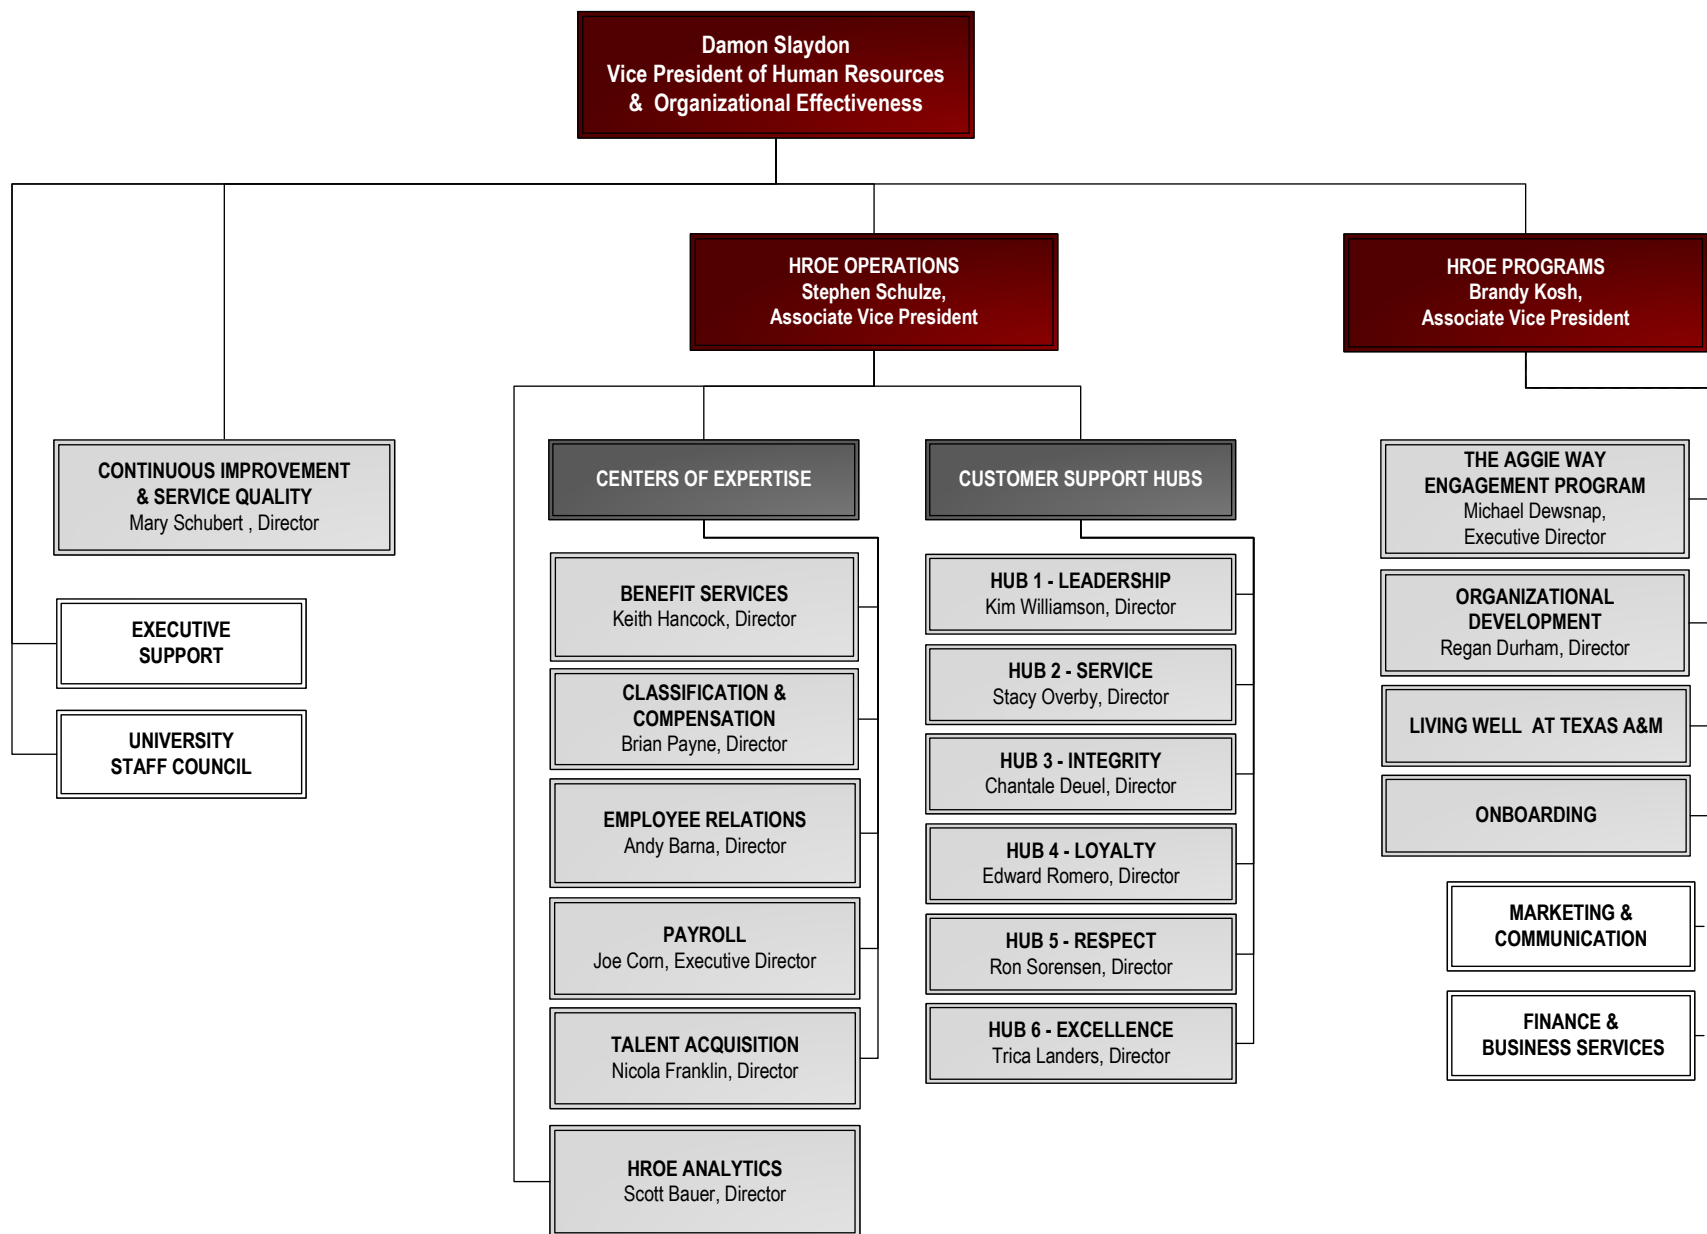 Damon Slaydon
Vice President of Human Resources
& Organizational Effectiveness
HROE OPERATIONS
Stephen Schulze,
Associate Vice President
HROE PROGRAMS
Brandy Kosh,
Associate Vice President
CONTINUOUS IMPROVEMENT
& SERVICE QUALITY
Mary Schubert , Director
EXECUTIVE
SUPPORT
UNIVERSITY
STAFF COUNCIL
CENTERS OF EXPERTISE
BENEFIT SERVICES
Keith Hancock, Director
CLASSIFICATION &
COMPENSATION
Brian Payne, Director
EMPLOYEE RELATIONS
Andy Barna, Director
PAYROLL
Joe Corn, Executive Director
TALENT ACQUISITION
Nicola Franklin, Director
HROE ANALYTICS
Scott Bauer, Director
CUSTOMER SUPPORT HUBS
HUB 1 - LEADERSHIP
Kim Williamson, Director
HUB 2 - SERVICE
Stacy Overby, Director
HUB 3 - INTEGRITY
Chantale Deuel, Director
HUB 4 - LOYALTY
Edward Romero, Director
HUB 5 - RESPECT
Ron Sorensen, Director
HUB 6 - EXCELLENCE
Trica Landers, Director
THE AGGIE WAY
ENGAGEMENT PROGRAM
Michael Dewsnap,
Executive Director
ORGANIZATIONAL
DEVELOPMENT
Regan Durham, Director
LIVING WELL AT TEXAS A&M
ONBOARDING
MARKETING &
COMMUNICATION
FINANCE &
BUSINESS SERVICES